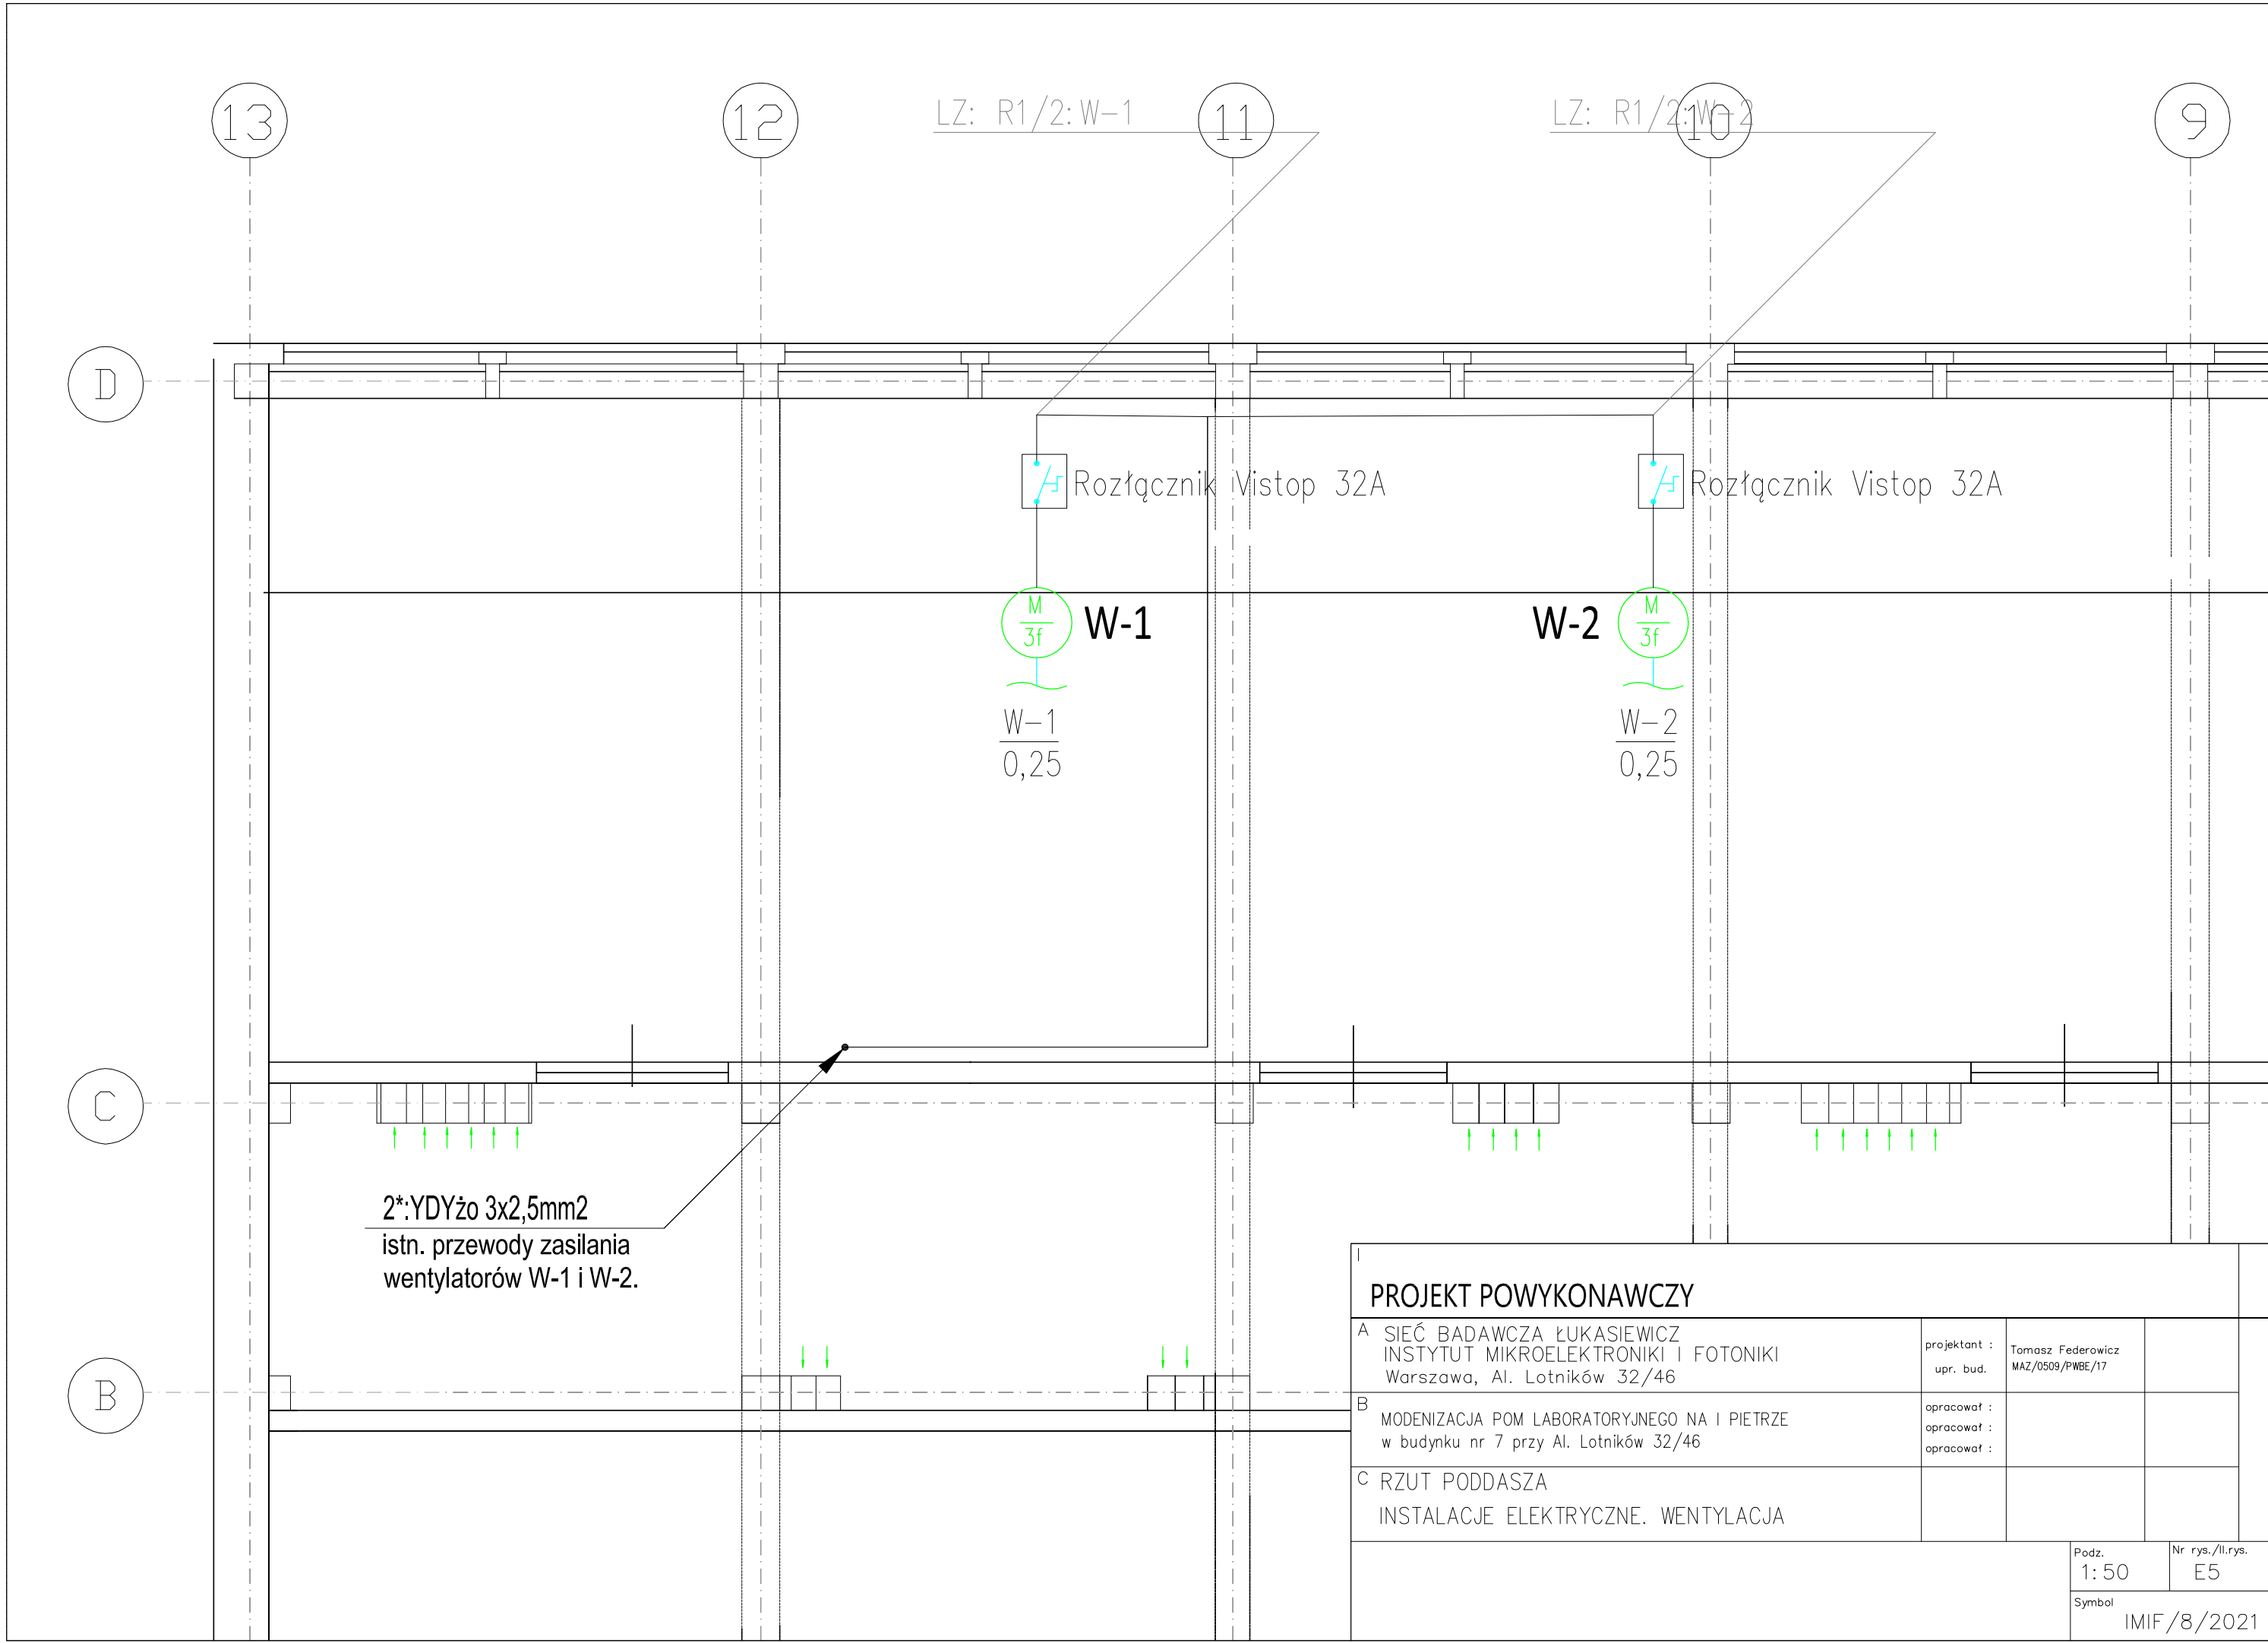 13
12
LZ: R1/2:W-1
11
LZ: R1/2:W-2
10
9
D
Rozłącznik Vistop 32A
Rozłącznik Vistop 32A
M
3f
W-1
W-2
M
3f
W-1
0,25
W-2
0,25
C
2*:YDYżo 3x2,5mm2
istn. przewody zasilania
wentylatorów W-1 i W-2.
B
PROJEKT POWYKONAWCZY
A SIEĆ BADAWCZA ŁUKASIEWICZ
INSTYTUT MIKROELEKTRONIKI I FOTONIKI
Warszawa, Al. Lotników 32/46
projektant :
upr. bud.
Tomasz Federowicz
MAZ/0509/PWBE/17
B
MODENIZACJA POM LABORATORYJNEGO NA I PIETRZE
w budynku nr 7 przy Al. Lotników 32/46
opracował :
opracował :
opracował :
C RZUT PODDASZA
INSTALACJE ELEKTRYCZNE. WENTYLACJA
Podz.
1:50
Nr rys./Il.rys.
E5
Symbol
IMIF/8/2021